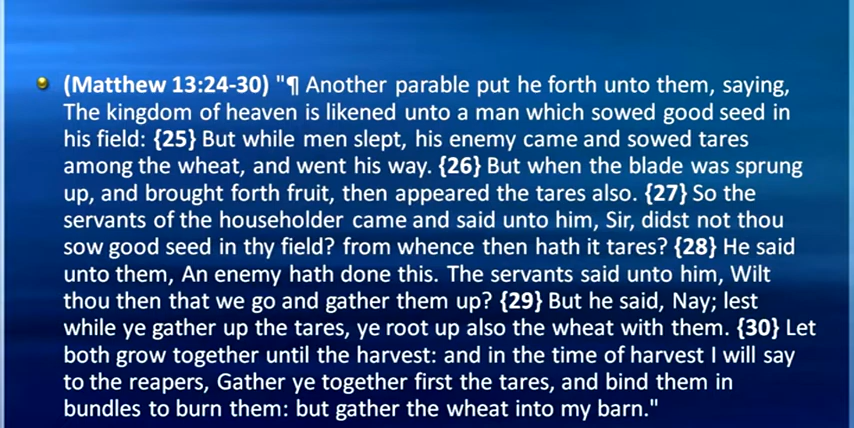 (Matthew 13:24-30) "¶ Another parable put he forth unto them, saying,
The kingdom of heaven is likened unto a man which sowed good seed in
his field: {25} But while men slept, his enemy came and sowed tares
among the wheat, and went his way. {26} But when the blade was sprung
up, and brought forth fruit, then appeared the tares also. {27} So the
servants of the householder came and said unto him, Sir, didst not thou
sow good seed in thy field? from whence then hath it tares? {28} He said
unto them, An enemy hath done this. The servants said unto him, Wilt
thou then that we go and gather them up? {29} But he said, Nay; lest
while ye gather up the tares, ye root up also the wheat with them. {30} Let
both grow together until the harvest: and in the time of harvest I will say
to the reapers, Gather ye together first the tares, and bind them in
bundles to burn them: but gather the wheat into my barn."